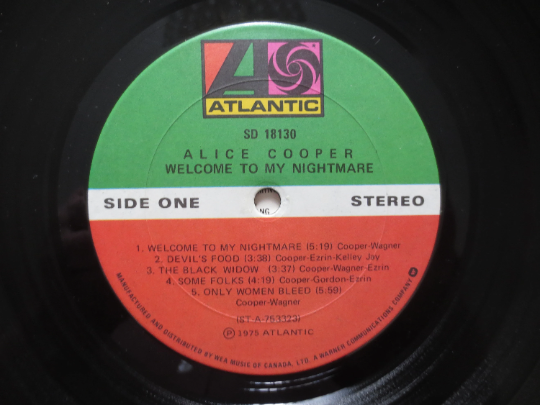 ATLANTIC
SD 18130
ALICE COOPER
WELCOME TO MY NIGHTMARE
SIDE ONE
STEREO
NG
1. WELCOME TO MY NIGHTMARE (5:19) Cooper-Wagner
2. DEVIL'S FOOD (3:38) Cooper-Ezrin-Kelley Jay
3. THE BLACK WIDOW (3:37) Cooper-Wagner-Ezrin
4. SOME FOLKS (4:19) Cooper-Gordon-Ezrin
5. ONLY WOMEN BLEED (5:59)
Cooper-Wagner
(ST-A-753323)
Ⓟ 1975 ATLANTIC
MANUFACTURED AND DISTRIBUTED BY WEA MUSIC OF CANADA, LTD. A WARNER COMMUNICATIONS COMPANY